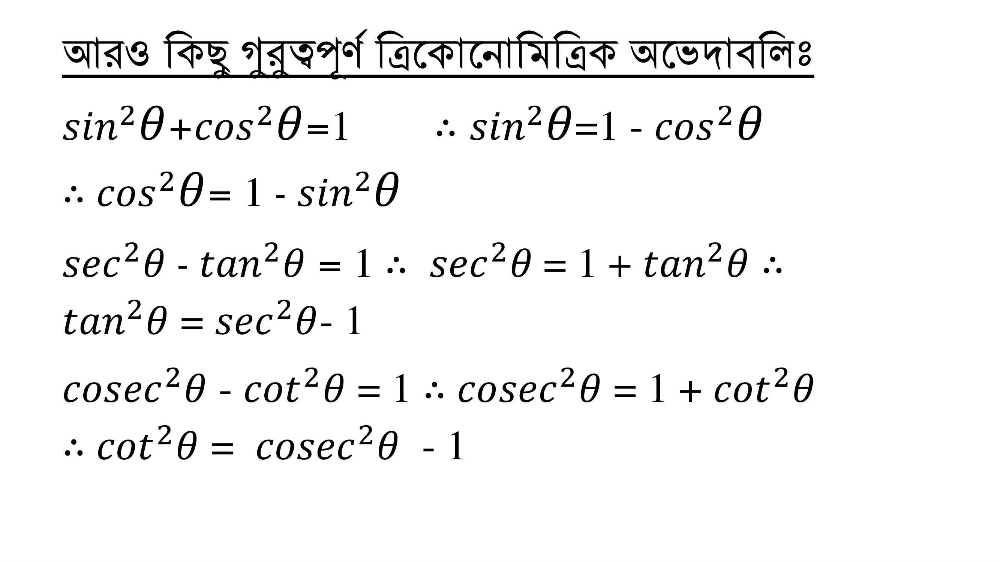 আরও কিছু গুরুত্বপূর্ণ ত্রিকোনোমিত্রিক অভেদাবলিঃ
sin²θ+cos²θ=1 ∴ sin²θ=1 - cos²θ
∴ cos²θ= 1 - sin²θ
sec²θ - tan²θ = 1 ∴ sec²θ = 1 + tan²θ ∴
tan²θ = sec²θ- 1
cosec²θ - cot²θ = 1 ∴ cosec²θ = 1 + cot²θ
∴ cot²θ = cosec²θ - 1